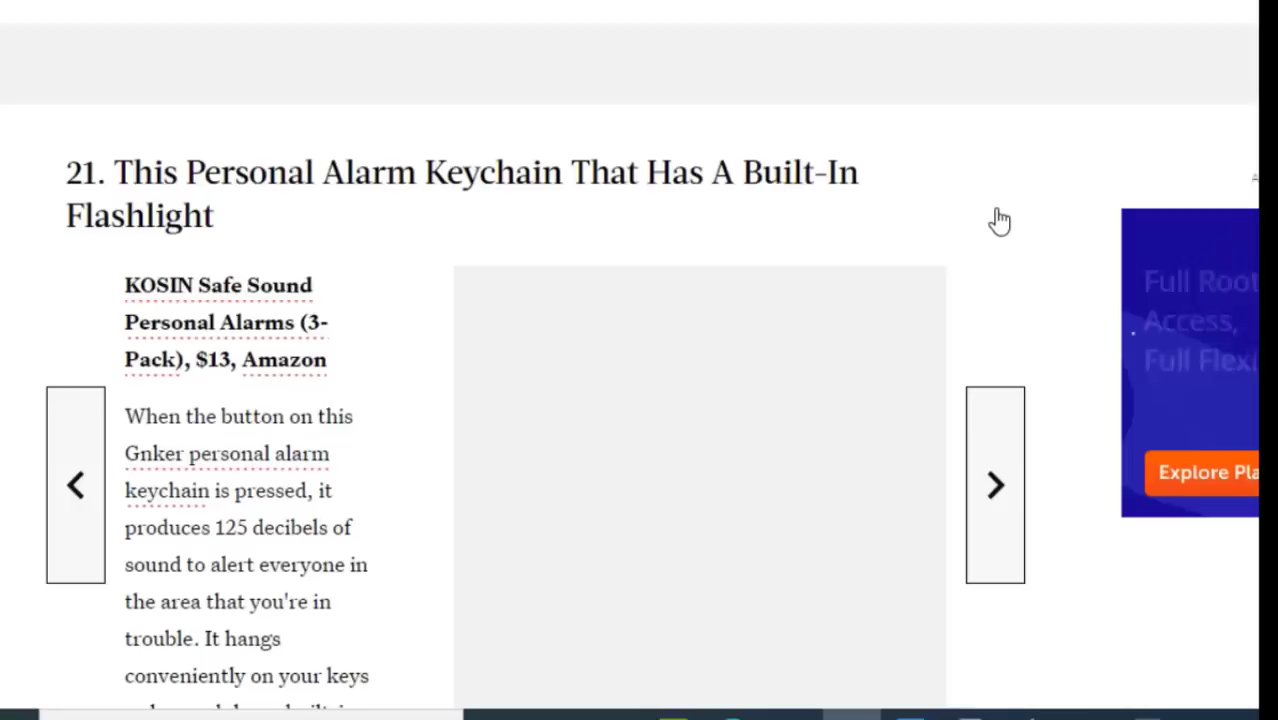 21. This Personal Alarm Keychain That Has A Built-In
Flashlight
KOSIN Safe Sound
Personal Alarms (3-
Pack), $13, Amazon
When the button on this
Gnker personal alarm
keychain is pressed, it
produces 125 decibels of
sound to alert everyone in
the area that you're in
trouble. It hangs
conveniently on your keys
Full Root
Access,
Full
Explore